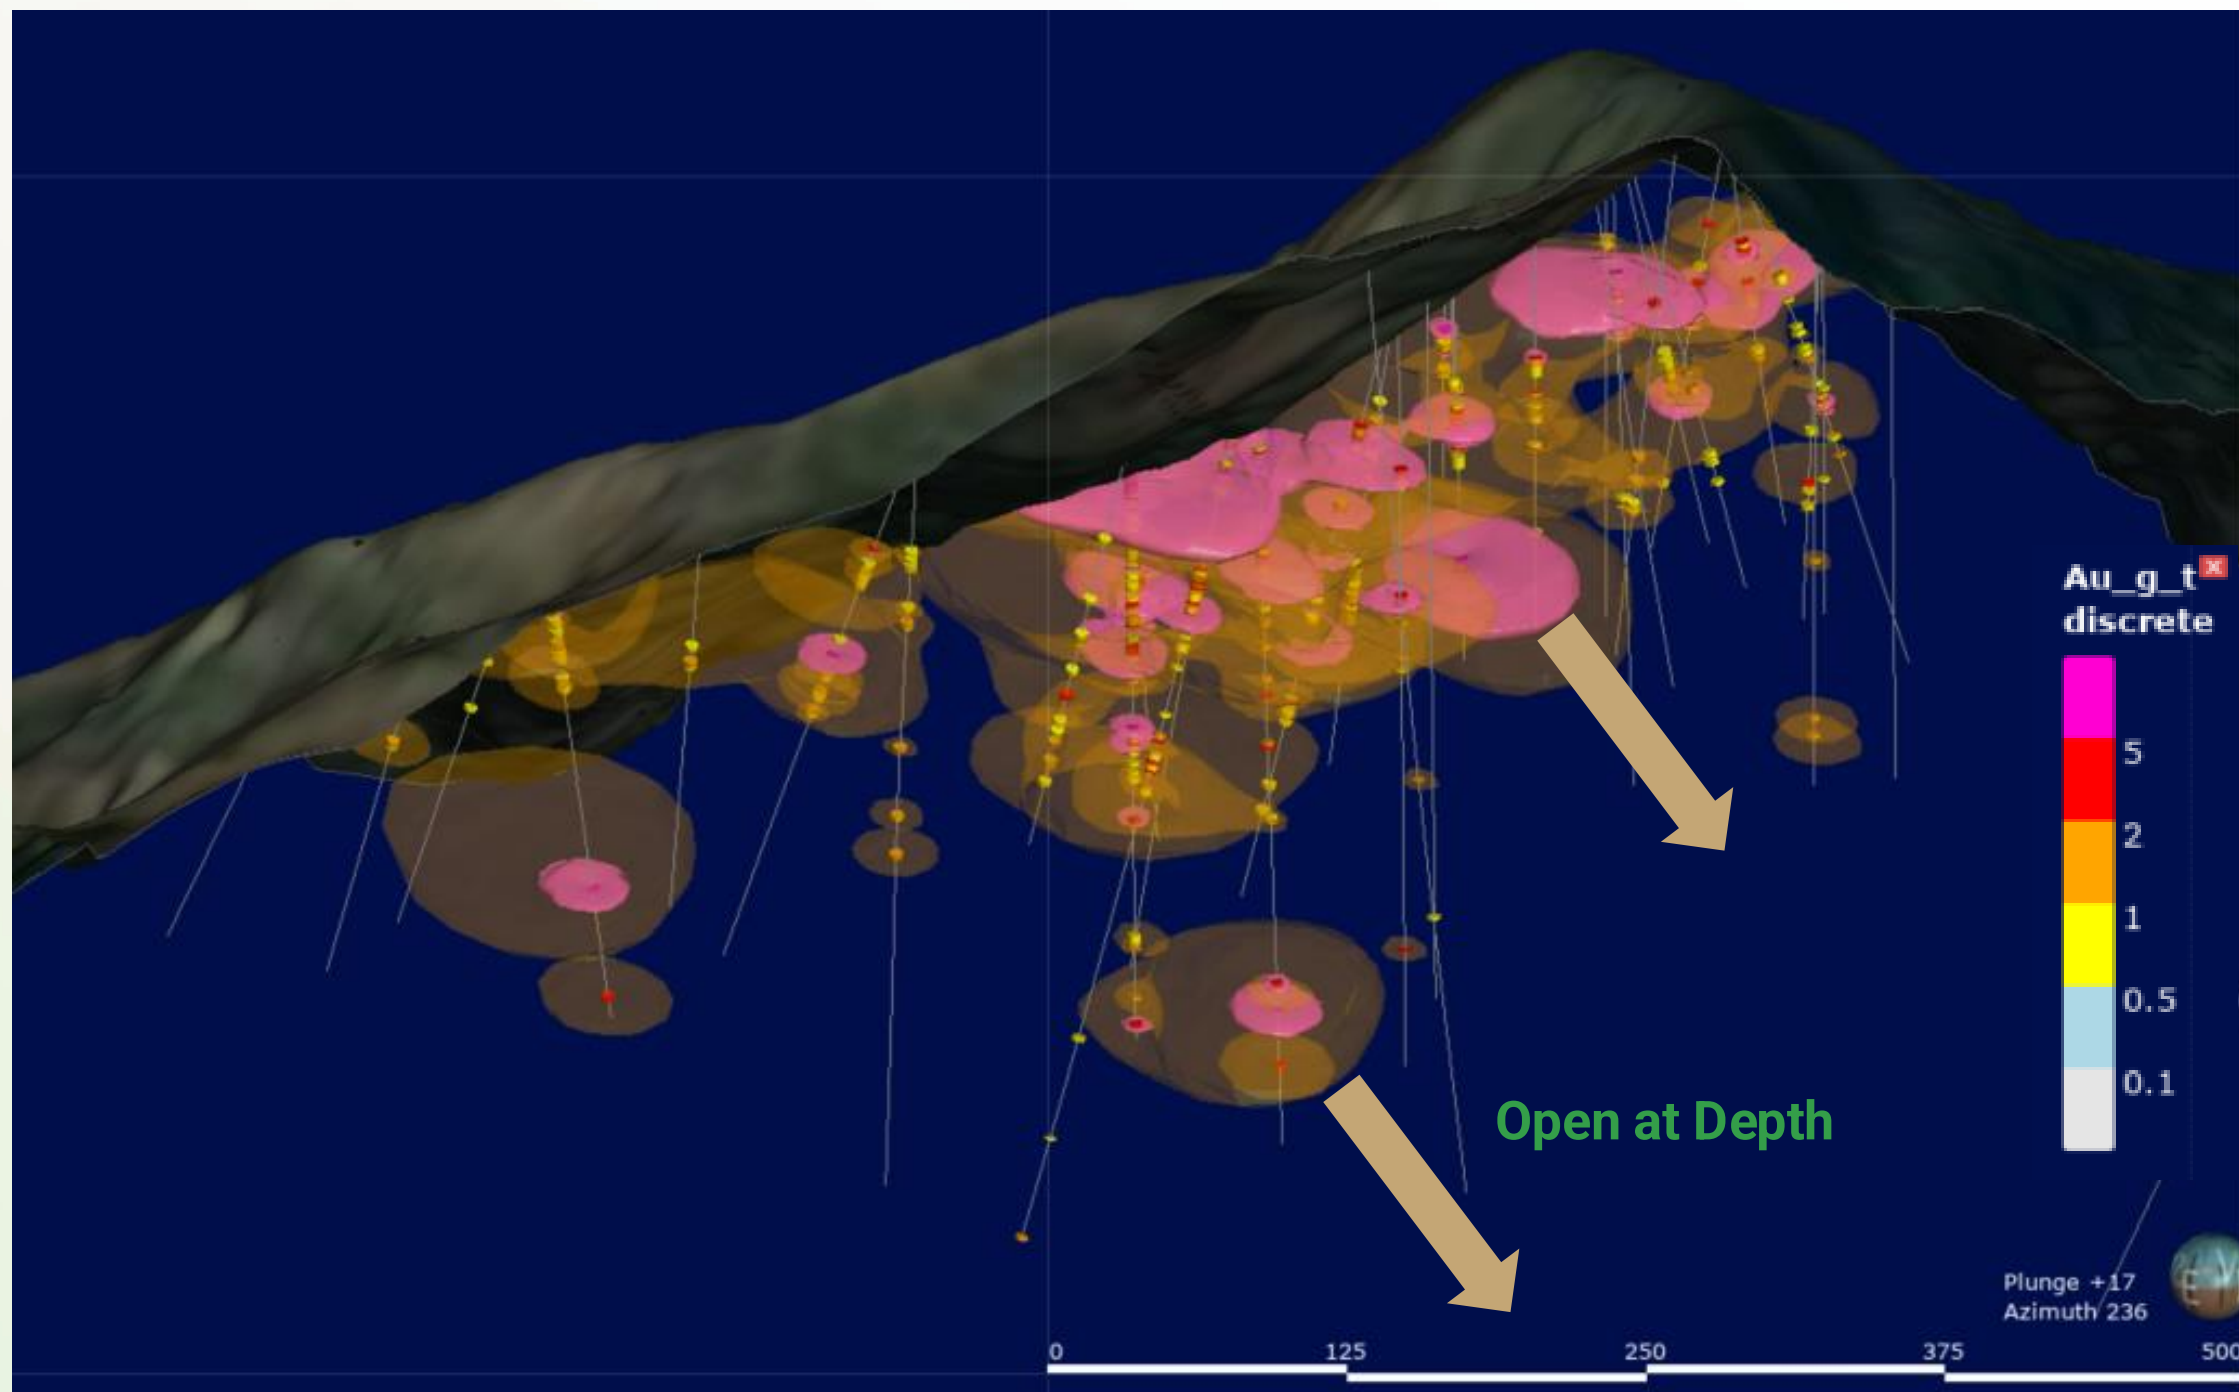 Au_g_t
discrete
5
2
1
0.5
0.1
Open at Depth
Plunge +17
Azimuth 236
E
0 125 250 375 500